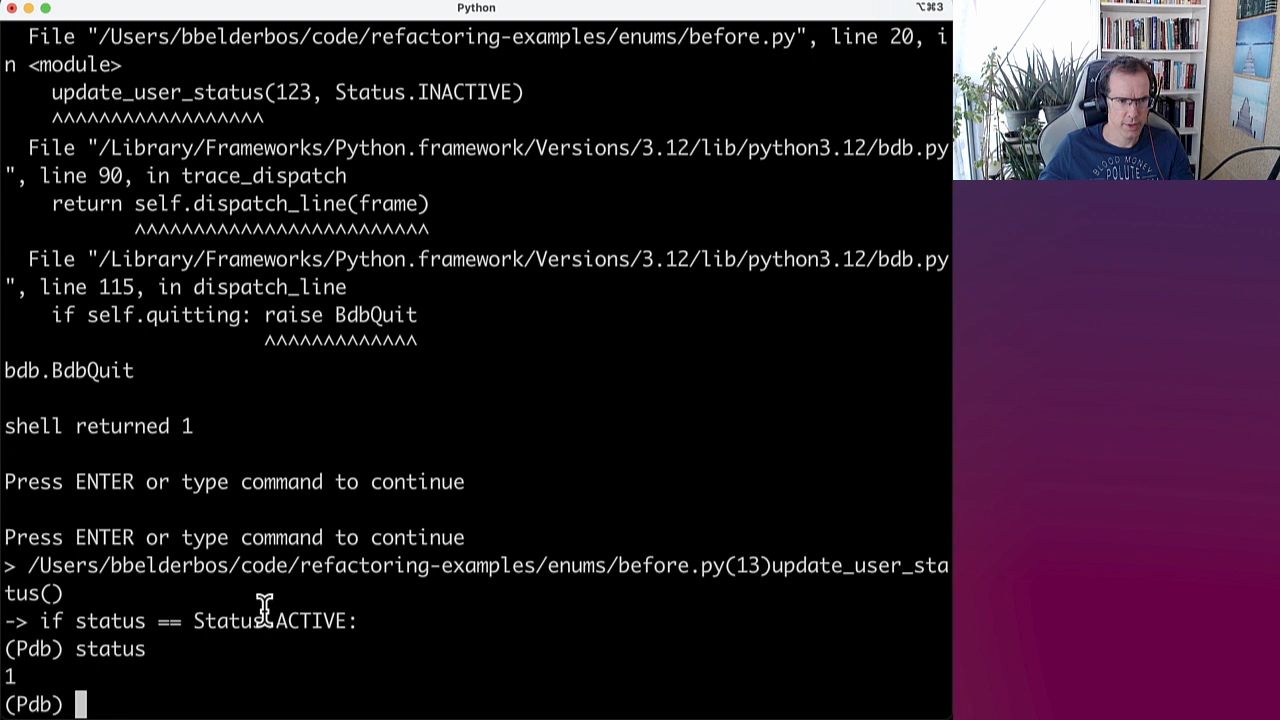 Python
⌥⌘3
File "/Users/bbelderbos/code/refactoring-examples/enums/before.py", line 20, i
n <module>
update_user_status(123, Status.INACTIVE)
^^^^^^^^^^^^^^^^^^
File "/Library/Frameworks/Python.framework/Versions/3.12/lib/python3.12/bdb.py
", line 90, in trace_dispatch
return self.dispatch_line(frame)
^^^^^^^^^^^^^^^^^^^^^^^^^
File "/Library/Frameworks/Python.framework/Versions/3.12/lib/python3.12/bdb.py
", line 115, in dispatch_line
if self.quitting: raise BdbQuit
^^^^^^^^^^^^^
bdb.BdbQuit
shell returned 1
Press ENTER or type command to continue
Press ENTER or type command to continue
> /Users/bbelderbos/code/refactoring-examples/enums/before.py(13)update_user_sta
tus()
-> if status == Status.ACTIVE:
(Pdb) status
1
(Pdb)
BLOOD MONEY
POLUTE